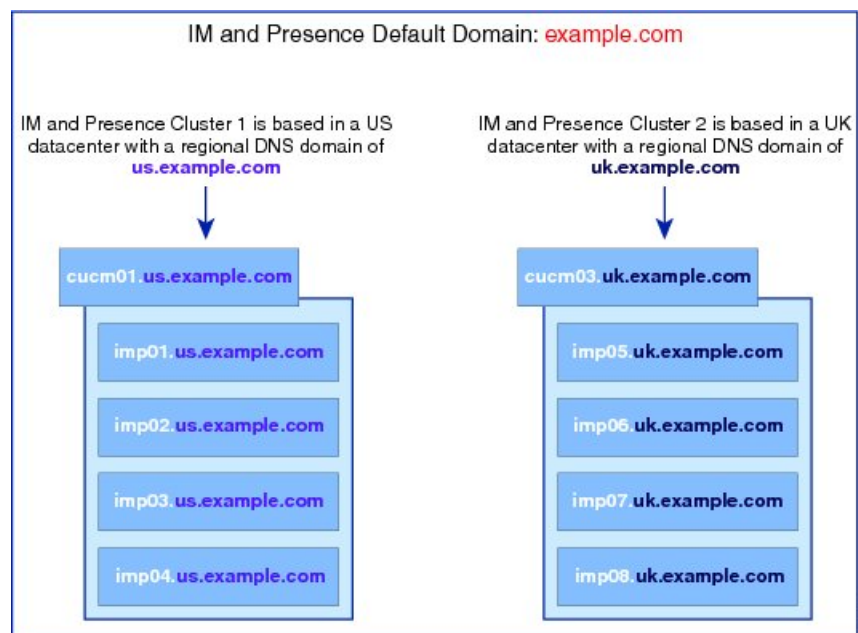 IM and Presence Default Domain: example.com
IM and Presence Cluster 1 is based in a US
datacenter with a regional DNS domain of
us.example.com
cucm01.us.example.com
imp01.us.example.com
imp02.us.example.com
imp03.us.example.com
imp04.us.example.com
IM and Presence Cluster 2 is based in a UK
datacenter with a regional DNS domain of
uk.example.com
cucm03.uk.example.com
imp05.uk.example.com
imp06.uk.example.com
imp07.uk.example.com
imp08.uk.example.com